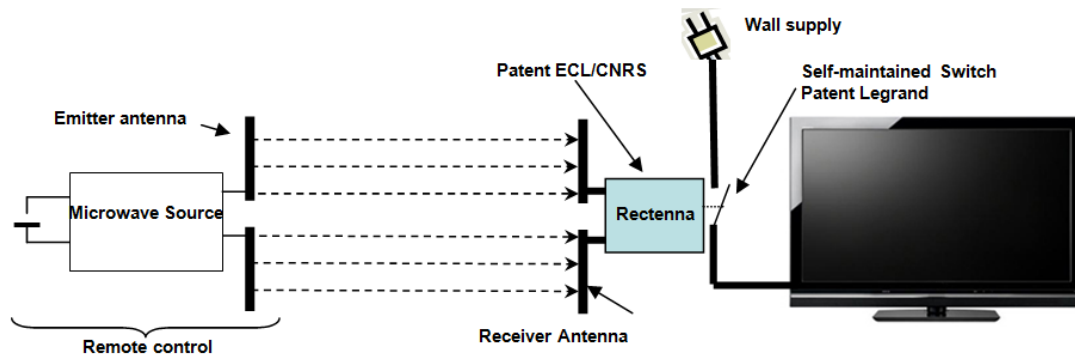 Wall supply
Patent ECL/CNRS
Self-maintained Switch
Patent Legrand
Emitter antenna
Microwave Source
Rectenna
Receiver Antenna
Remote control